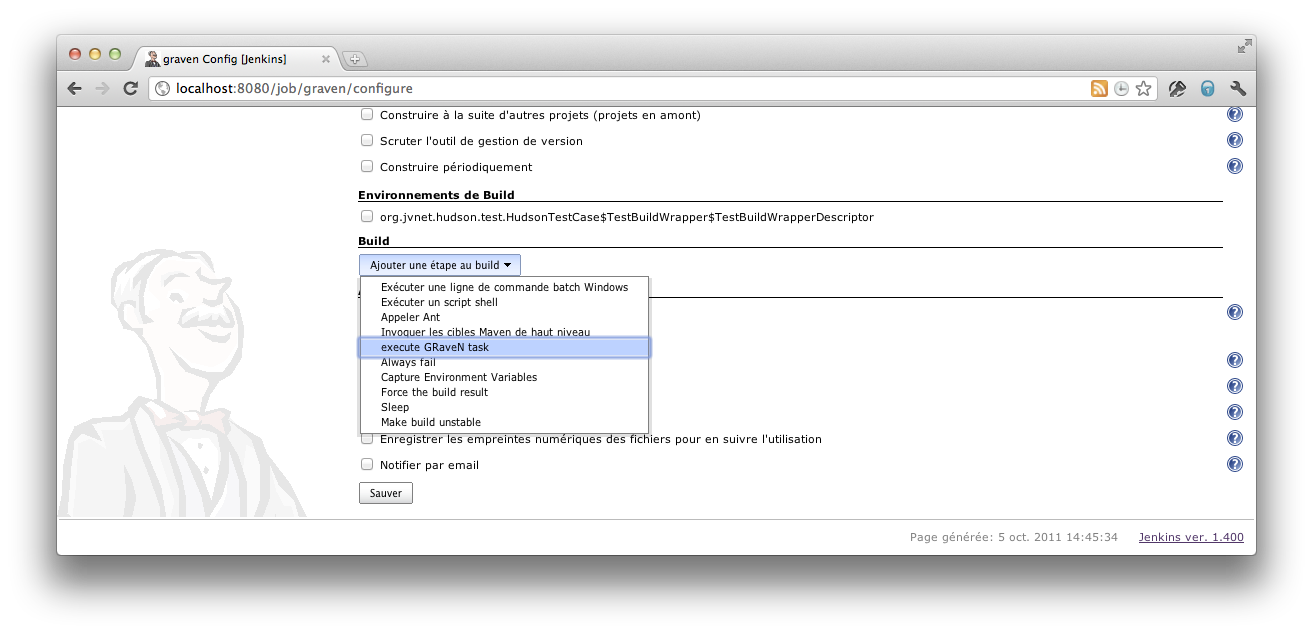 graven Config [Jenkins]
localhost:8080/job/graven/configure
Construire à la suite d'autres projets (projets en amont)
Scruter l'outil de gestion de version
Construire périodiquement
Environnements de Build
org.jvnet.hudson.test.HudsonTestCase$TestBuildWrapper$TestBuildWrapperDescriptor
Build
Ajouter une étape au build
Exécuter une ligne de commande batch Windows
Exécuter un script shell
Appeler Ant
Invoquer les cibles Maven de haut niveau
execute GRaveN task
Always fail
Capture Environment Variables
Force the build result
Sleep
Make build unstable
Enregistrer les empreintes numériques des fichiers pour en suivre l'utilisation
Notifier par email
Sauver
Page générée: 5 oct. 2011 14:45:34 Jenkins ver. 1.400